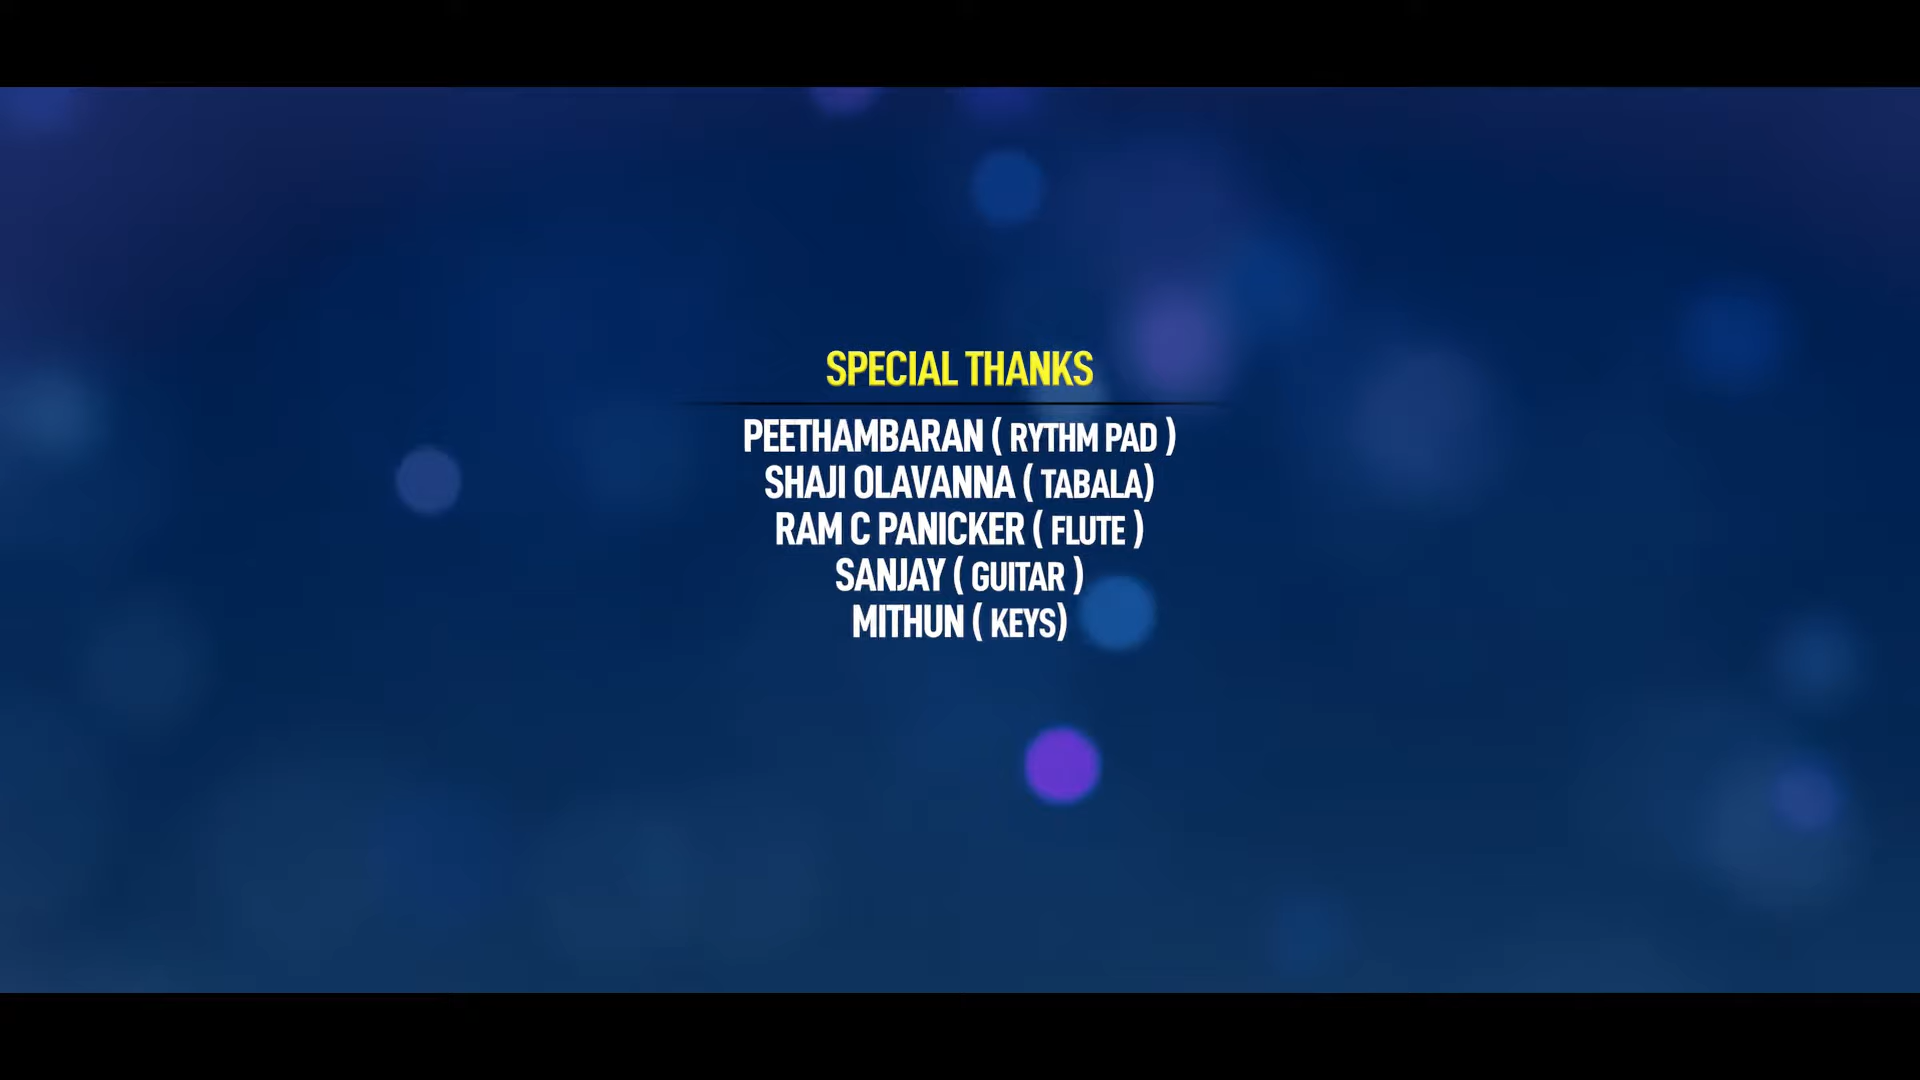 SPECIAL THANKS
PEETHAMBARAN ( RYTHM PAD )
SHAJI OLAVANNA ( TABALA)
RAM C PANICKER ( FLUTE )
SANJAY ( GUITAR )
MITHUN ( KEYS)